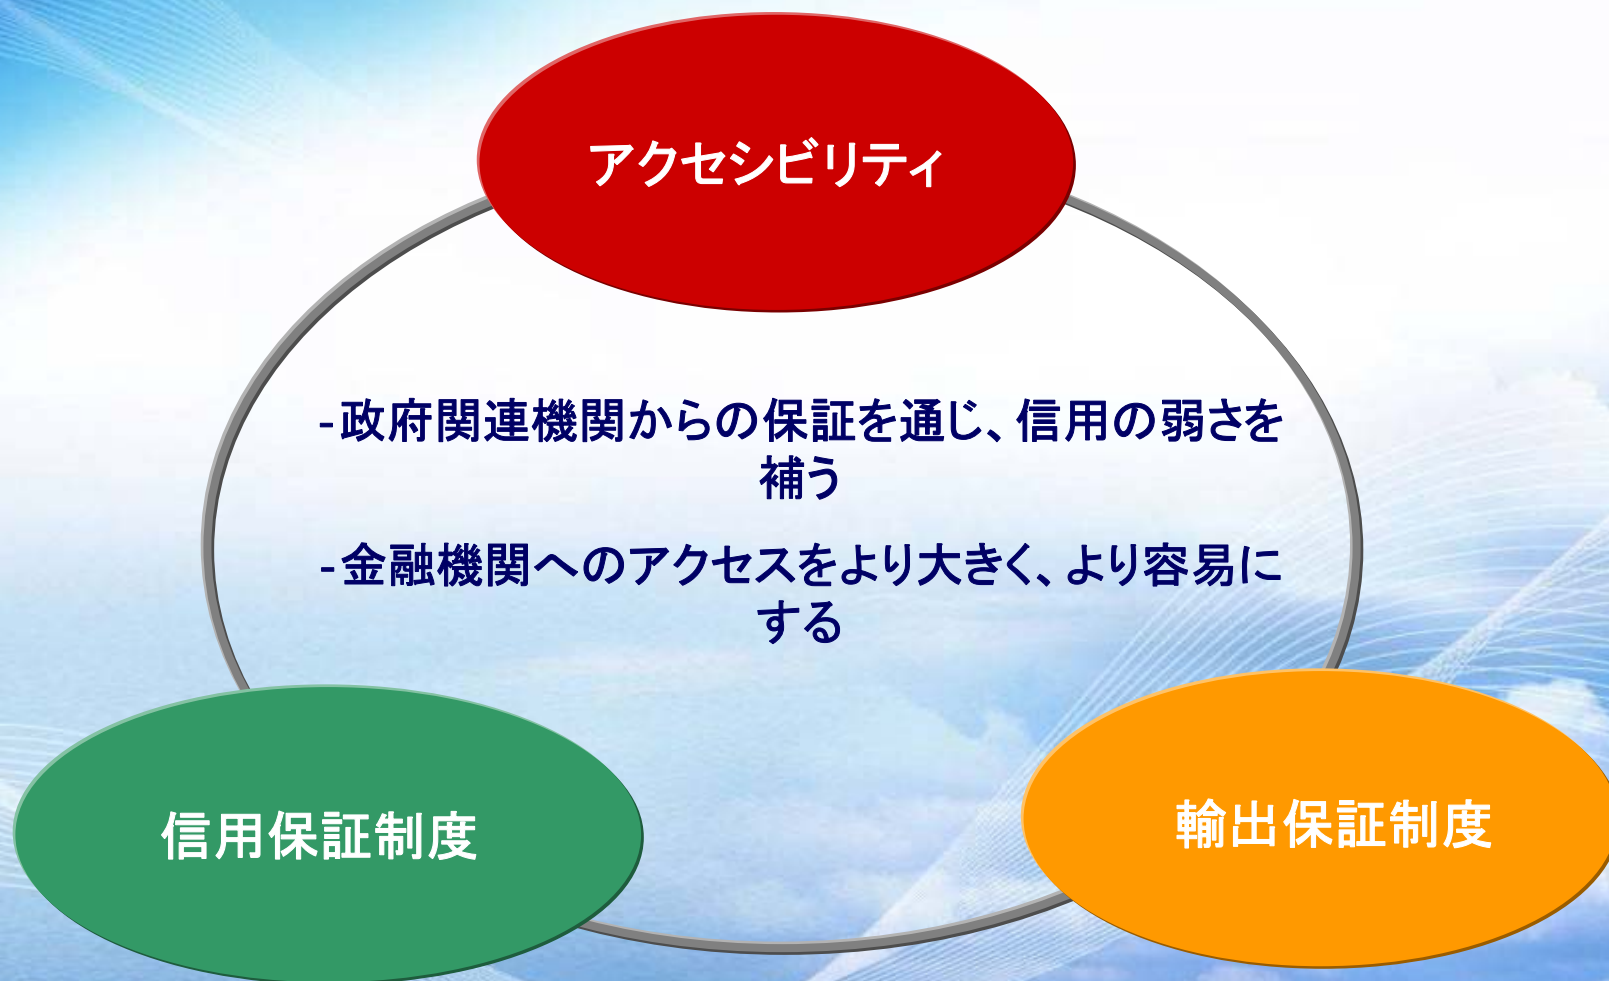 アクセシビリティ
-政府関連機関からの保証を通じ、信用の弱さを
補う
-金融機関へのアクセスをより大きく、より容易に
する
信用保証制度
輸出保証制度